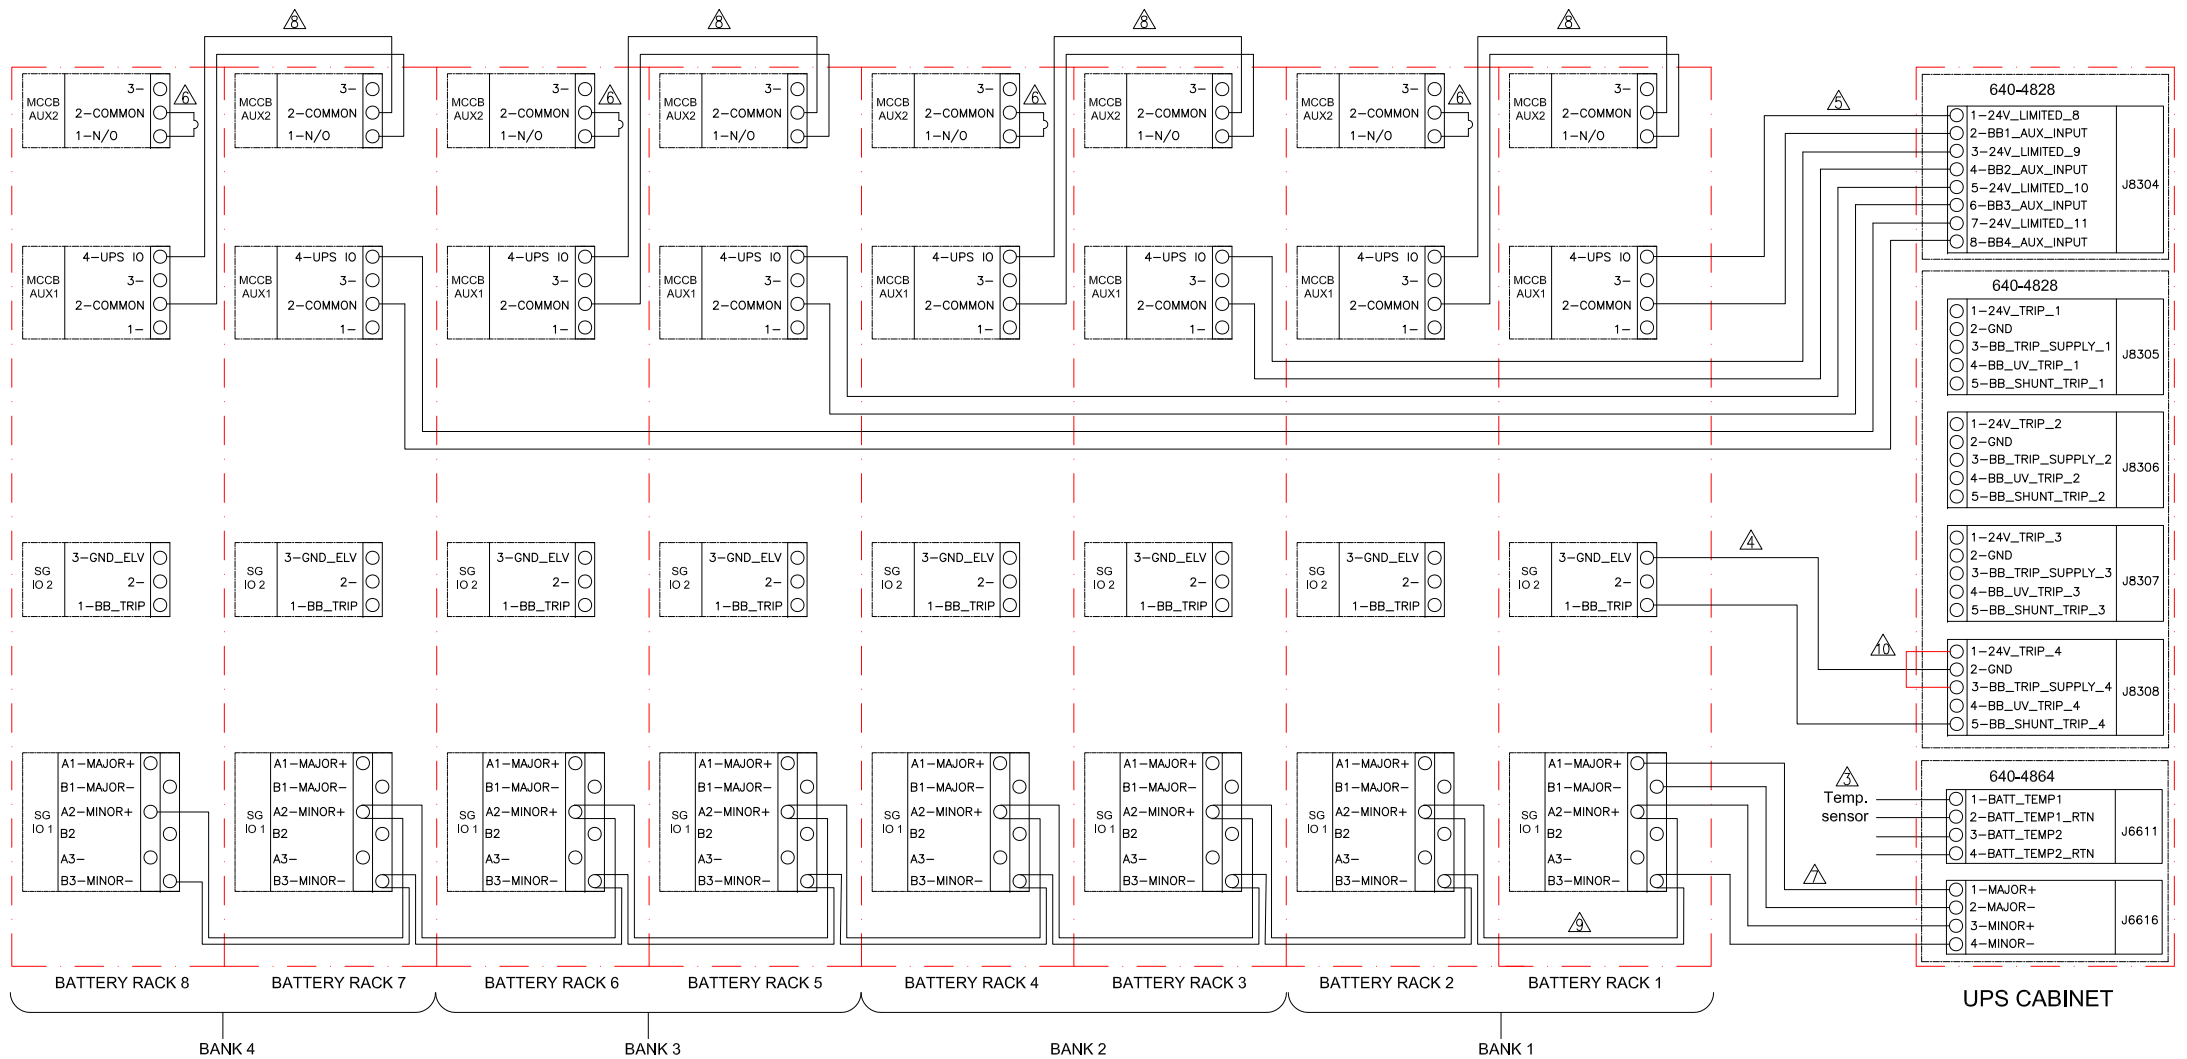 8
8
8
8
MCCB
AUX2
3-
2-COMMON
1-N/O
6
MCCB
AUX2
3-
2-COMMON
1-N/O
MCCB
AUX2
3-
2-COMMON
1-N/O
6
MCCB
AUX2
3-
2-COMMON
1-N/O
MCCB
AUX2
3-
2-COMMON
1-N/O
6
MCCB
AUX2
3-
2-COMMON
1-N/O
MCCB
AUX2
3-
2-COMMON
1-N/O
6
MCCB
AUX2
3-
2-COMMON
1-N/O
5
640-4828
1-24V_LIMITED_8
2-BB1_AUX_INPUT
3-24V_LIMITED_9
4-BB2_AUX_INPUT
5-24V_LIMITED_10
6-BB3_AUX_INPUT
7-24V_LIMITED_11
8-BB4_AUX_INPUT
J8304
MCCB
AUX1
4-UPS IO
3-
2-COMMON
1-
MCCB
AUX1
4-UPS IO
3-
2-COMMON
1-
MCCB
AUX1
4-UPS IO
3-
2-COMMON
1-
MCCB
AUX1
4-UPS IO
3-
2-COMMON
1-
MCCB
AUX1
4-UPS IO
3-
2-COMMON
1-
MCCB
AUX1
4-UPS IO
3-
2-COMMON
1-
MCCB
AUX1
4-UPS IO
3-
2-COMMON
1-
MCCB
AUX1
4-UPS IO
3-
2-COMMON
1-
640-4828
1-24V_TRIP_1
2-GND
3-BB_TRIP_SUPPLY_1
4-BB_UV_TRIP_1
5-BB_SHUNT_TRIP_1
J8305
1-24V_TRIP_2
2-GND
3-BB_TRIP_SUPPLY_2
4-BB_UV_TRIP_2
5-BB_SHUNT_TRIP_2
J8306
1-24V_TRIP_3
2-GND
3-BB_TRIP_SUPPLY_3
4-BB_UV_TRIP_3
5-BB_SHUNT_TRIP_3
J8307
SG
IO 2
3-GND_ELV
2-
1-BB_TRIP
SG
IO 2
3-GND_ELV
2-
1-BB_TRIP
SG
IO 2
3-GND_ELV
2-
1-BB_TRIP
SG
IO 2
3-GND_ELV
2-
1-BB_TRIP
SG
IO 2
3-GND_ELV
2-
1-BB_TRIP
SG
IO 2
3-GND_ELV
2-
1-BB_TRIP
SG
IO 2
3-GND_ELV
2-
1-BB_TRIP
SG
IO 2
3-GND_ELV
2-
1-BB_TRIP
4
10
1-24V_TRIP_4
2-GND
3-BB_TRIP_SUPPLY_4
4-BB_UV_TRIP_4
5-BB_SHUNT_TRIP_4
J8308
SG
IO 1
A1-MAJOR+
B1-MAJOR-
A2-MINOR+
B2
A3-
B3-MINOR-
SG
IO 1
A1-MAJOR+
B1-MAJOR-
A2-MINOR+
B2
A3-
B3-MINOR-
SG
IO 1
A1-MAJOR+
B1-MAJOR-
A2-MINOR+
B2
A3-
B3-MINOR-
SG
IO 1
A1-MAJOR+
B1-MAJOR-
A2-MINOR+
B2
A3-
B3-MINOR-
SG
IO 1
A1-MAJOR+
B1-MAJOR-
A2-MINOR+
B2
A3-
B3-MINOR-
SG
IO 1
A1-MAJOR+
B1-MAJOR-
A2-MINOR+
B2
A3-
B3-MINOR-
SG
IO 1
A1-MAJOR+
B1-MAJOR-
A2-MINOR+
B2
A3-
B3-MINOR-
SG
IO 1
A1-MAJOR+
B1-MAJOR-
A2-MINOR+
B2
A3-
B3-MINOR-
9
3
Temp.
sensor
7
640-4864
1-BATT_TEMP1
2-BATT_TEMP1_RTN
3-BATT_TEMP2
4-BATT_TEMP2_RTN
J6611
1-MAJOR+
2-MAJOR-
3-MINOR+
4-MINOR-
J6616
BATTERY RACK 8
BATTERY RACK 7
BATTERY RACK 6
BATTERY RACK 5
BATTERY RACK 4
BATTERY RACK 3
BATTERY RACK 2
BATTERY RACK 1
UPS CABINET
BANK 4
BANK 3
BANK 2
BANK 1